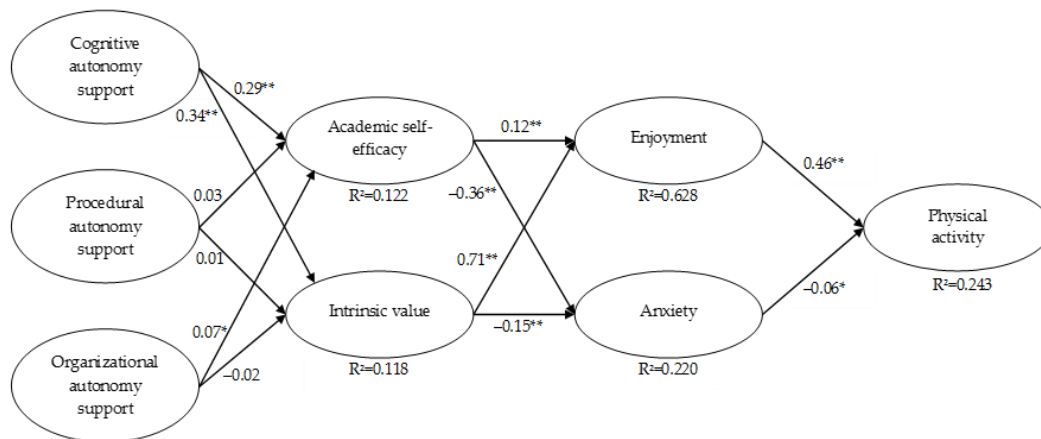 Cognitive
autonomy
support
0.29**
0.34**
Academic self-
efficacy
R²=0.122
0.12**
Enjoyment
R²=0.628
−0.36**
0.46**
Procedural
autonomy
support
0.03
0.01
Physical
activity
R²=0.243
0.71**
−0.06*
Intrinsic value
R²=0.118
−0.15**
Anxiety
R²=0.220
0.07*
−0.02
Organizational
autonomy
support